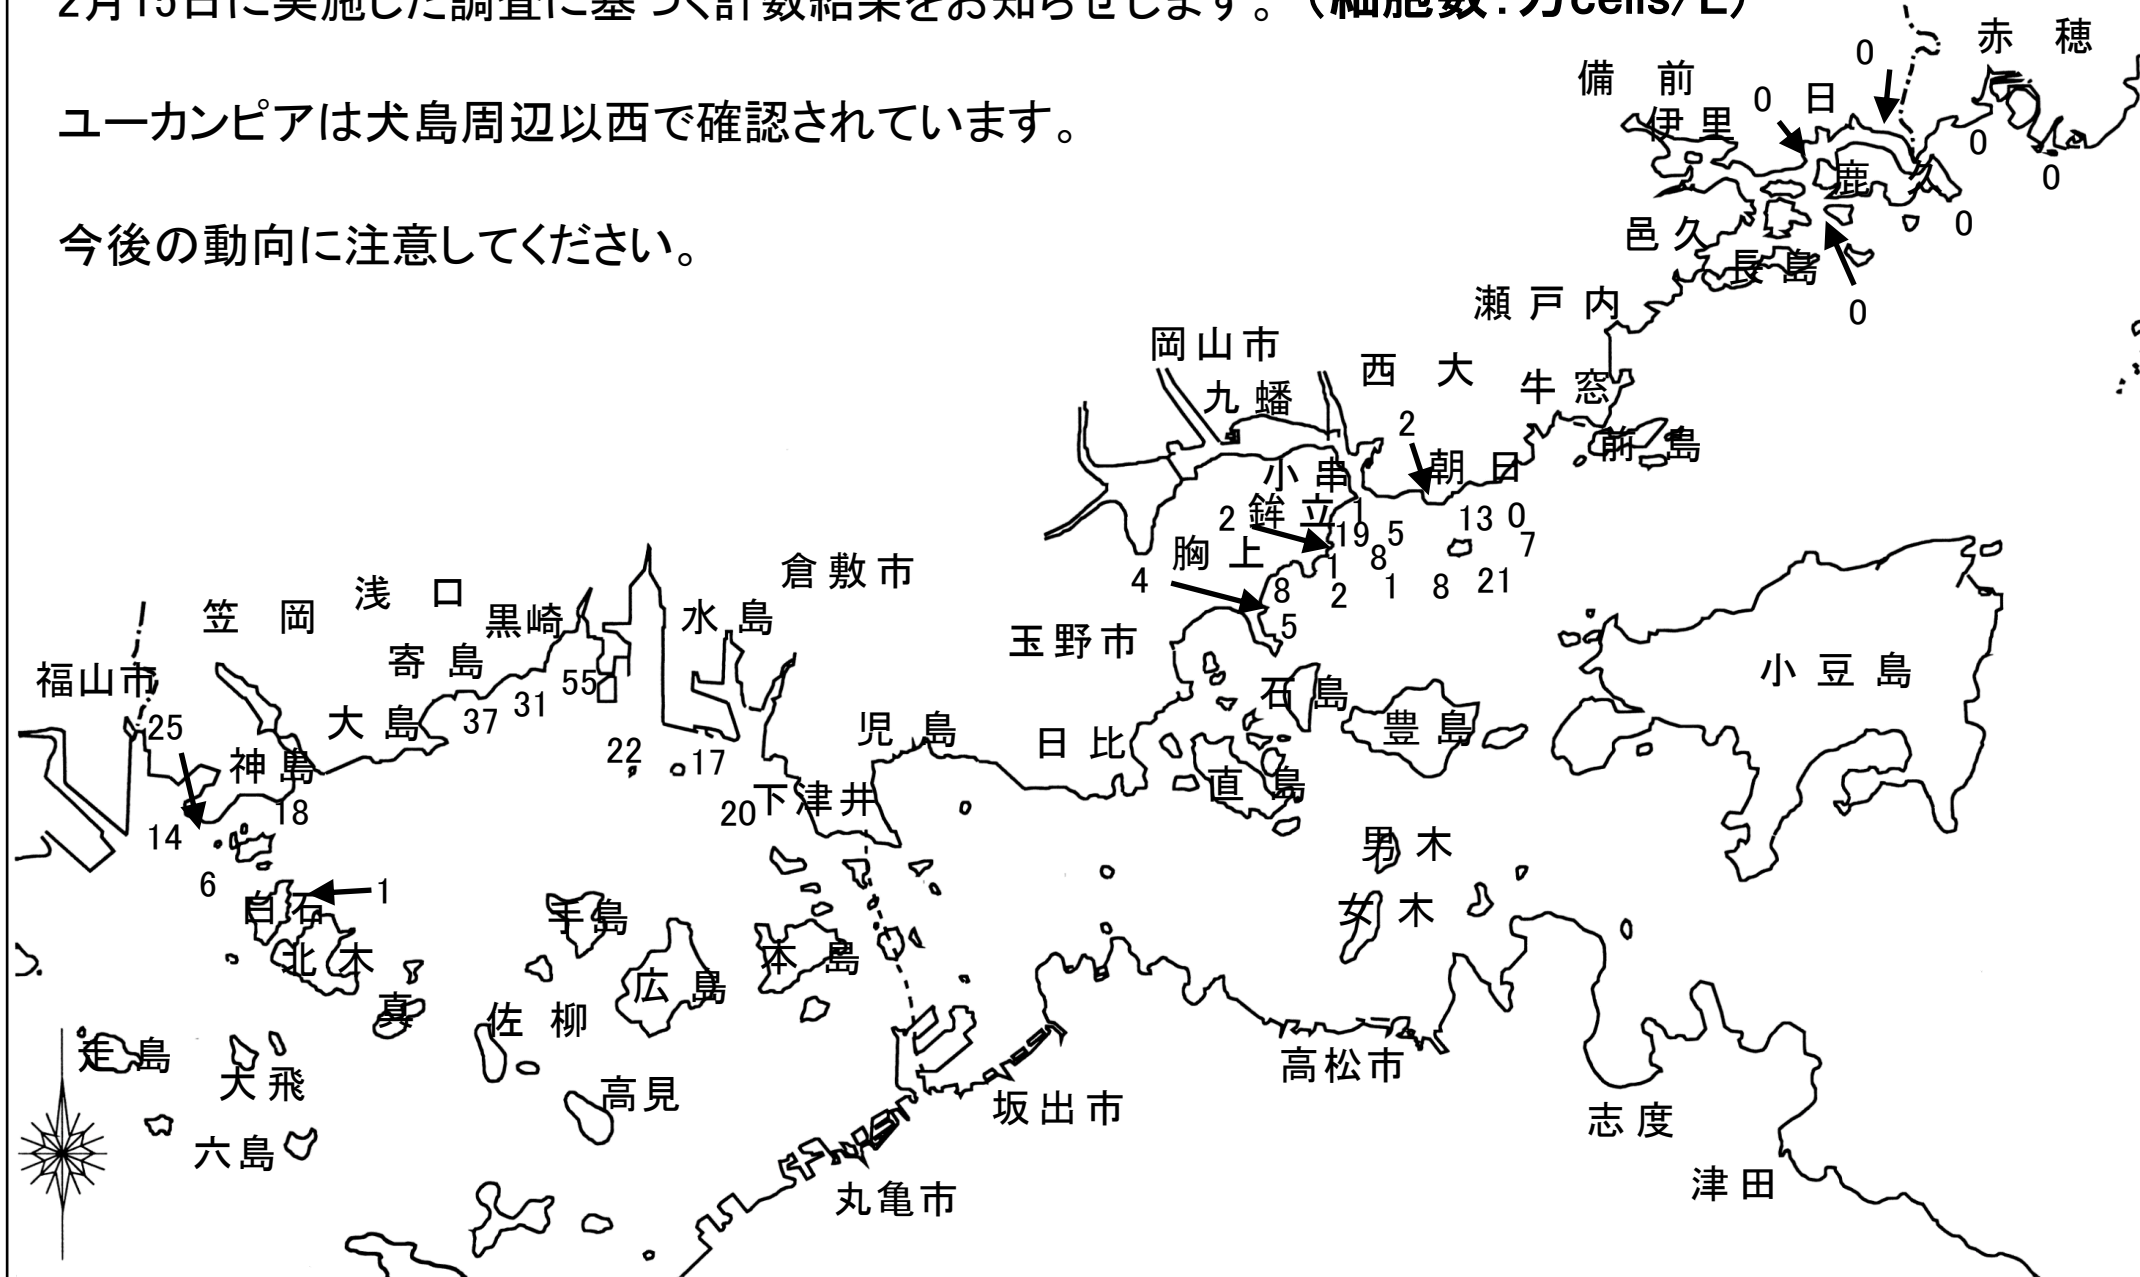 2月15日に実施した調査に基づく計数結果をお知らせします。（細胞数：万cells/L）
ユーカンピアは犬島周辺以西で確認されています。
今後の動向に注意してください。
赤 穂
0
備 前
0 日
伊 里
0
0
鹿 久
0
邑 久
長 島
0
瀬 戸 内
岡山市
西 大
九 蟠
牛 窓
2
前 島
朝 日
小 串
2 鉾 立 1
13 0
19 5
7
胸 上
8
1
4
8
2
1
8
21
5
倉敷市
浅 口
笠 岡
黒崎
水 島
玉野市
寄 島
福山市
55
31
小 豆 島
石 島
25
大 島
37
児 島
日 比
豊 島
22
17
神 島
直 島
20
下津井
18
14
男 木
6
1
白 石
手島
女 木
北 木
本 島
広 島
真
佐 柳
走 島
高松市
大 飛
高見
坂出市
志度
六島
津田
丸亀市